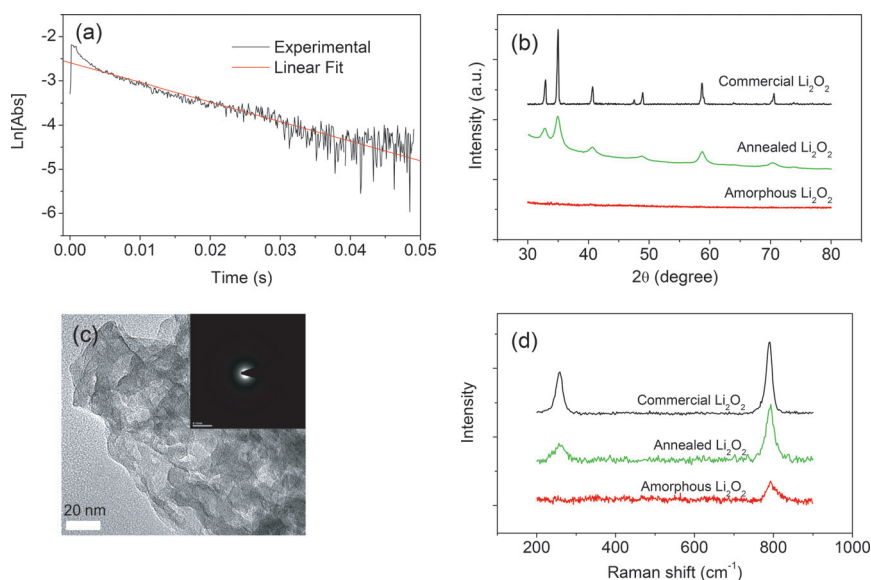 (a)
Experimental
Linear Fit
Ln[Abs]
-2
-3
-4
-5
-6
0.00 0.01 0.02 0.03 0.04 0.05
Time (s)
(b)
Commercial Li₂O₂
Annealed Li₂O₂
Amorphous Li₂O₂
Intensity (a.u.)
30 40 50 60 70 80
2θ (degree)
(c)
20 nm
(d)
Commercial Li₂O₂
Annealed Li₂O₂
Amorphous Li₂O₂
Intensity
200 400 600 800 1000
Raman shift (cm⁻¹)